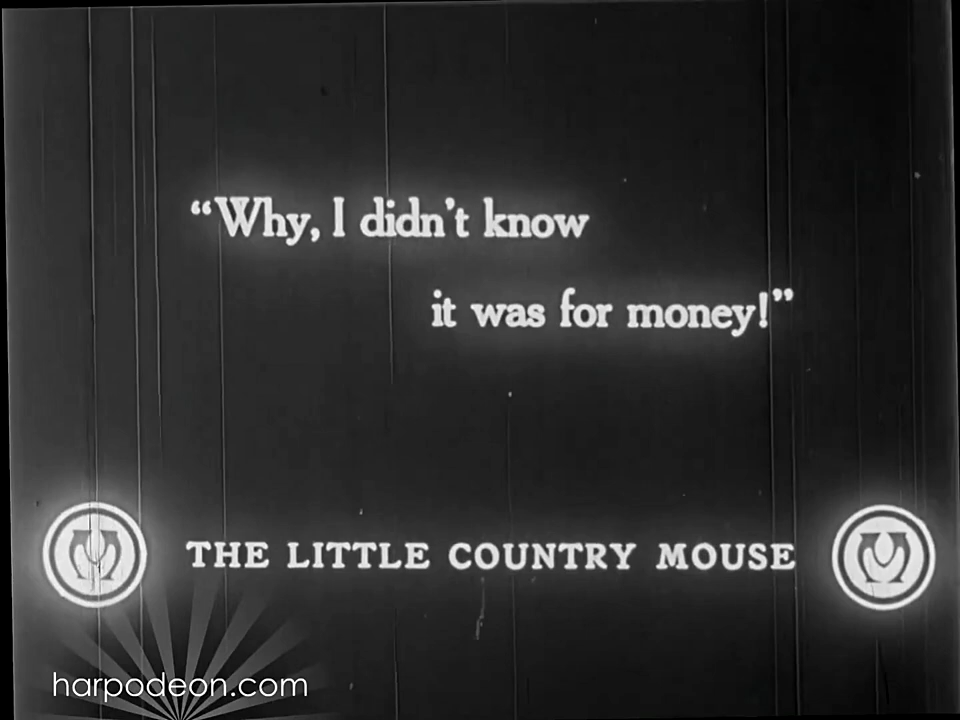 “Why, I didn’t know
it was for money!”
THE LITTLE COUNTRY MOUSE
harpodeon.com